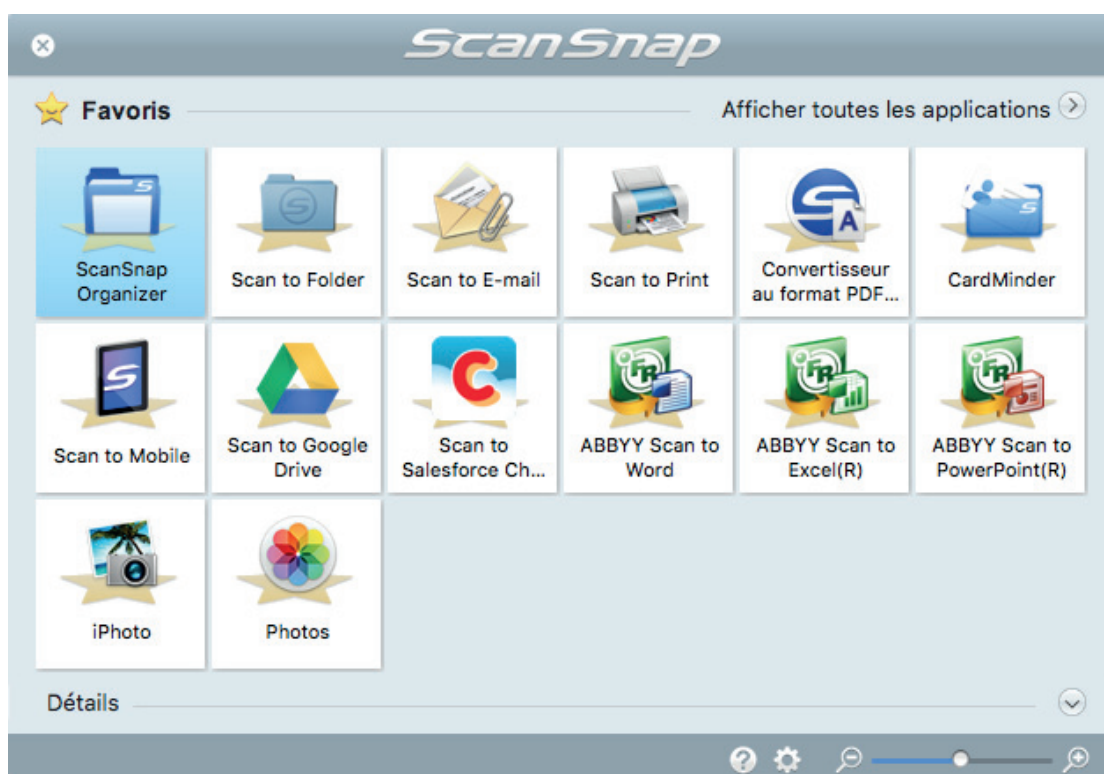 ScanSnap
Favoris
Afficher toutes les applications
ScanSnap
Organizer
Scan to Folder
Scan to E-mail
Scan to Print
Convertisseur
au format PDF...
CardMinder
Scan to Mobile
Scan to Google
Drive
Scan to
Salesforce Ch...
ABBYY Scan to
Word
ABBYY Scan to
Excel(R)
ABBYY Scan to
PowerPoint(R)
iPhoto
Photos
Détails